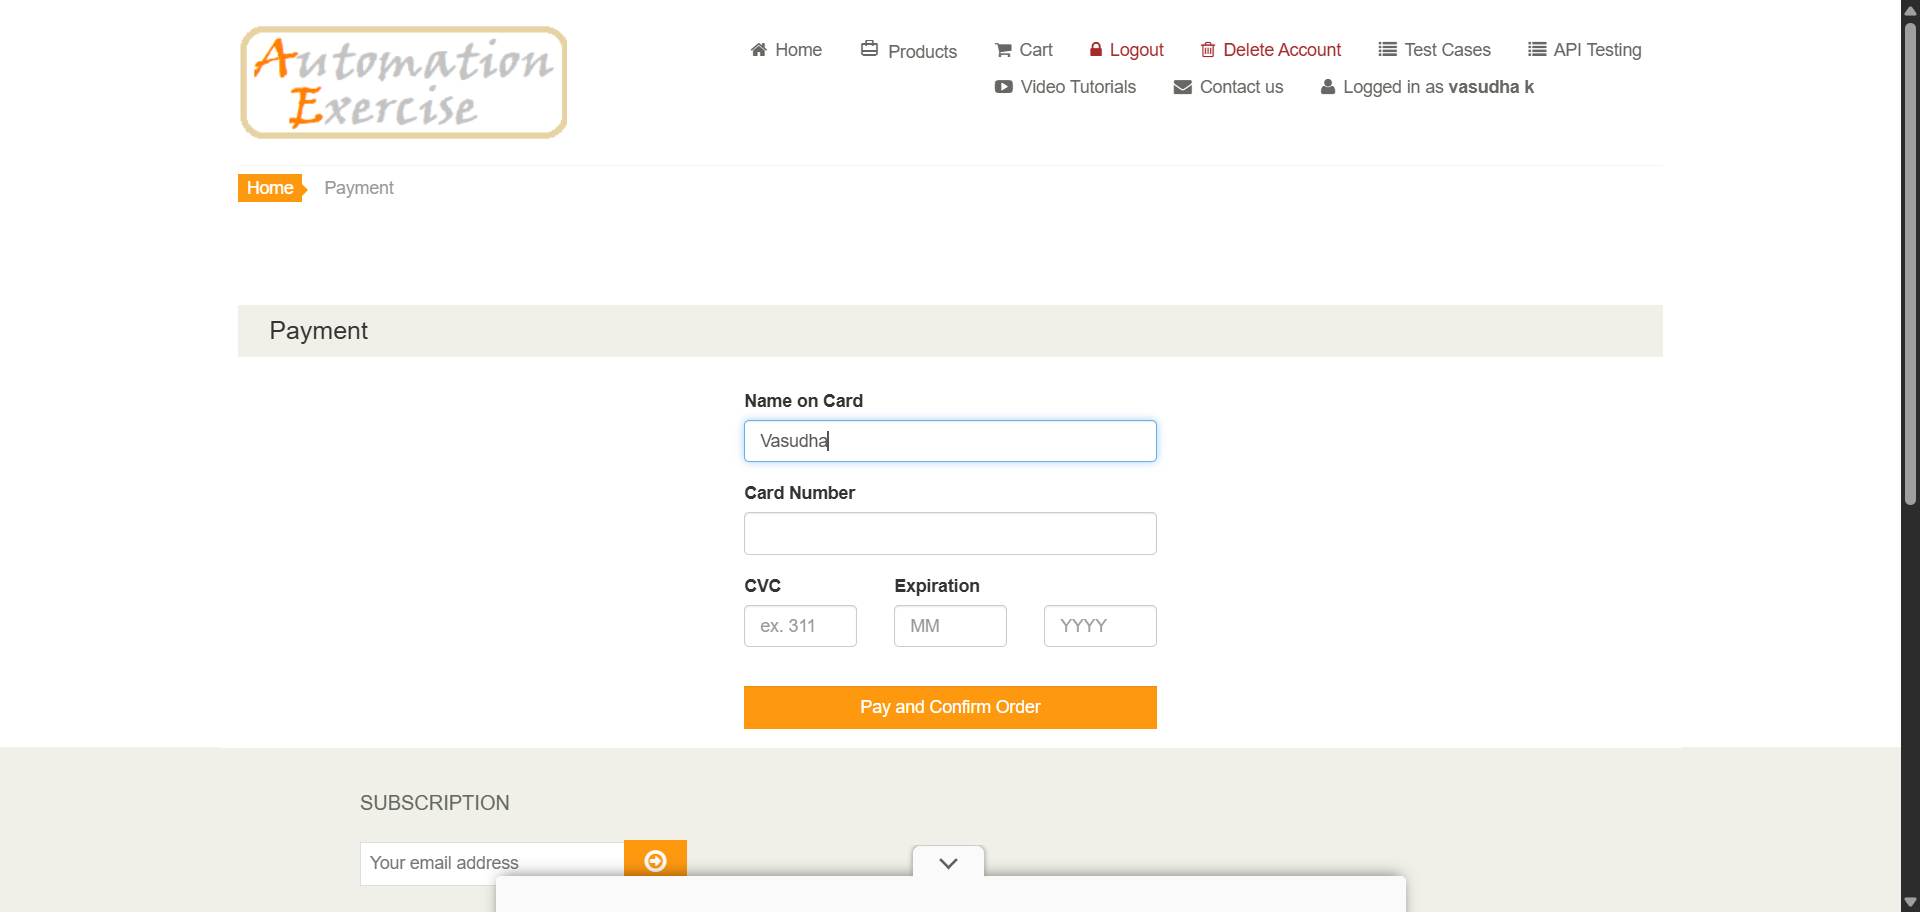 Automation
Exercise
Home
Products
Cart
Logout
Delete Account
Test Cases
API Testing
Video Tutorials
Contact us
Logged in as vasudha k
Home
Payment
Payment
Name on Card
Vasudha
Card Number
CVC
Expiration
ex. 311
MM
YYYY
Pay and Confirm Order
SUBSCRIPTION
Your email address